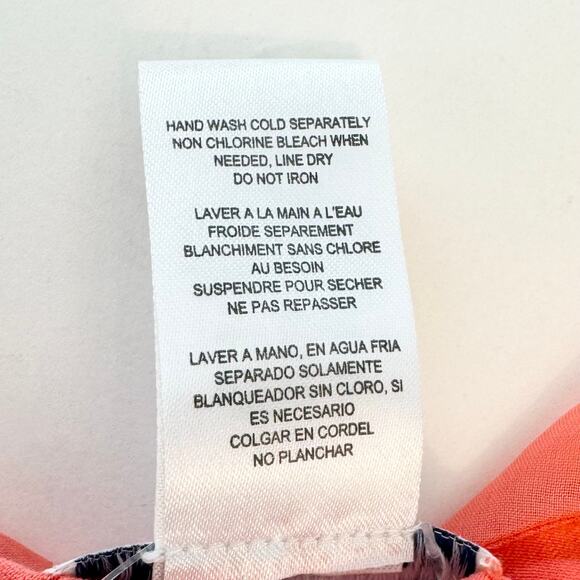 HAND WASH COLD SEPARATELY
NON CHLORINE BLEACH WHEN
NEEDED, LINE DRY
DO NOT IRON
LAVER A LA MAIN A L'EAU
FROIDE SEPAREMENT
BLANCHIMENT SANS CHLORE
AU BESOIN
SUSPENDRE POUR SECHER
NE PAS REPASSER
LAVER A MANO, EN AGUA FRIA
SEPARADO SOLAMENTE
BLANQUEADOR SIN CLORO, SI
ES NECESARIO
COLGAR EN CORDEL
NO PLANCHAR